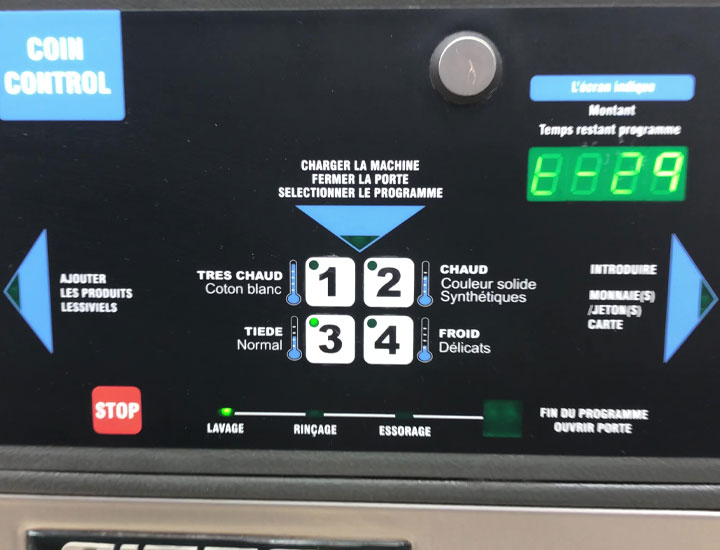 COIN
CONTROL
L'écran indique
Montant
Temps restant programme
t-29
CHARGER LA MACHINE
FERMER LA PORTE
SELECTIONNER LE PROGRAMME
AJOUTER
LES PRODUITS
LESSIVIELS
TRES CHAUD
Coton blanc
1
2
CHAUD
Couleur solide
Synthétiques
TIEDE
Normal
3
4
FROID
Délicats
INTRODUIRE
MONNAIE(S)
/JETON(S)
CARTE
STOP
LAVAGE
RINÇAGE
ESSORAGE
FIN DU PROGRAMME
OUVRIR PORTE